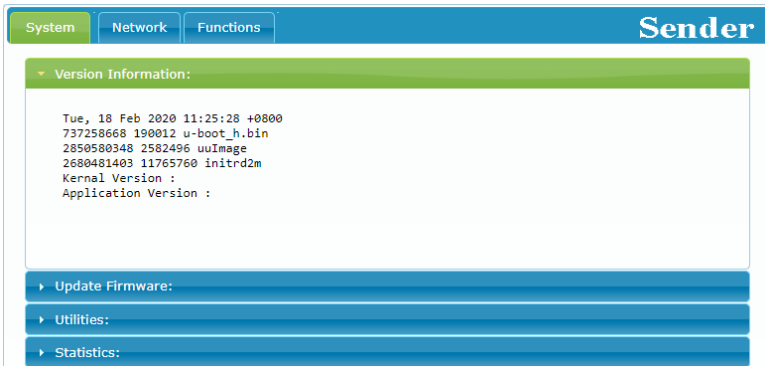 System Network Functions Sender
Version Information:
Tue, 18 Feb 2020 11:25:28 +0800
737258668 190012 u-boot_h.bin
2850580348 2582496 uuImage
2680481403 11765760 initrd2m
Kernal Version :
Application Version :
Update Firmware:
Utilities:
Statistics: